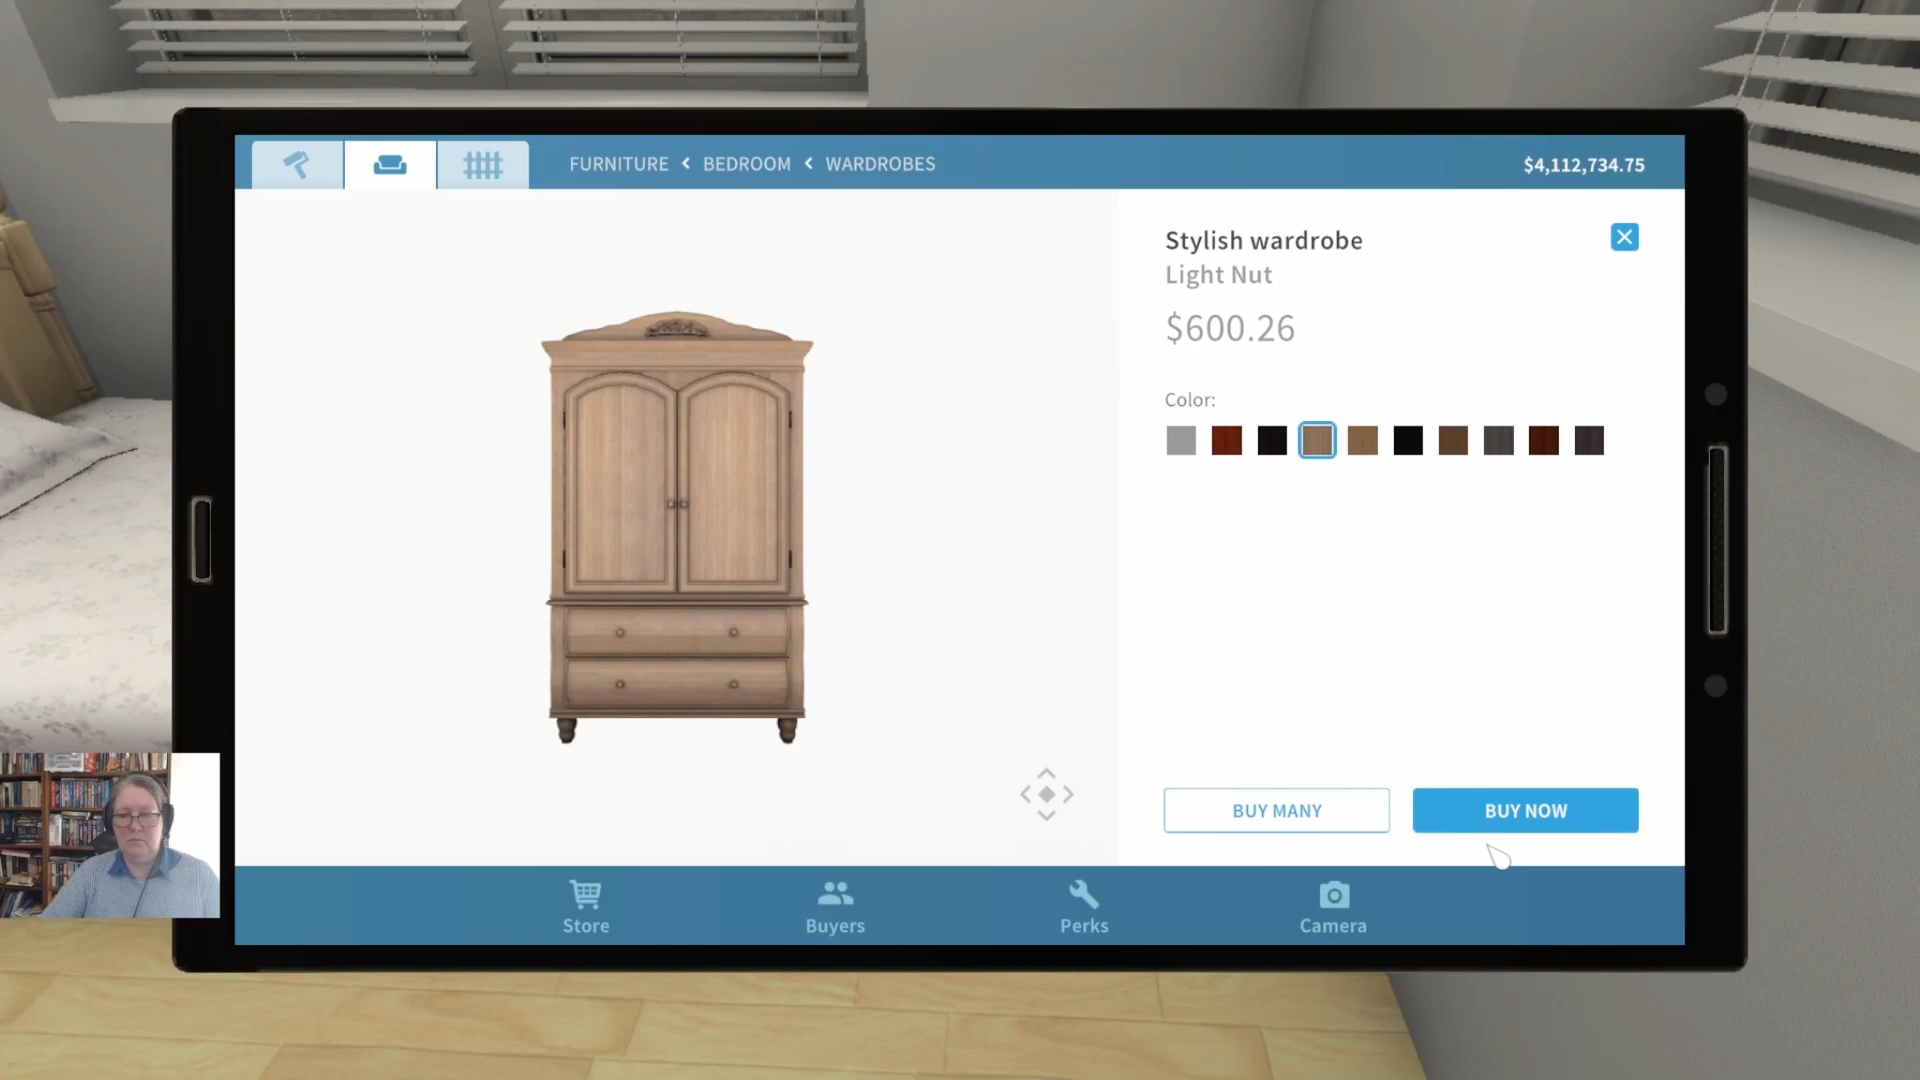 FURNITURE < BEDROOM < WARDROBES
$4,112,734.75
Stylish wardrobe
Light Nut
$600.26
Color:
BUY MANY
BUY NOW
Store
Buyers
Perks
Camera